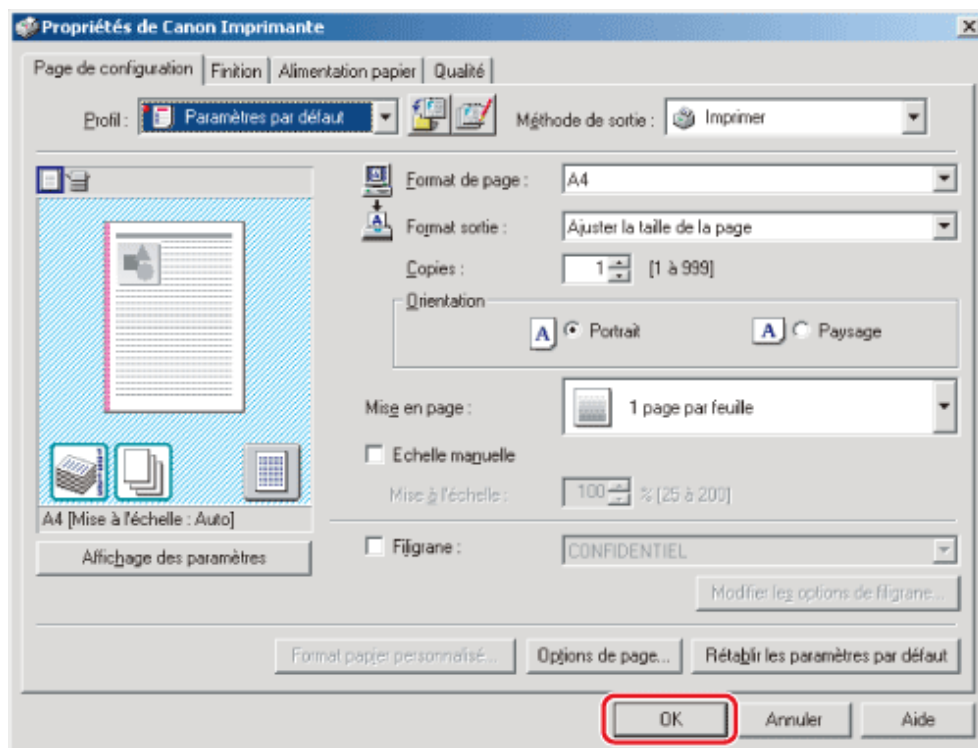 Propriétés de Canon Imprimante
Page de configuration Finition Alimentation papier Qualité
Profil : Paramètres par défaut Méthode de sortie : Imprimer
Format de page : A4
Format sortie : Ajuster la taille de la page
Copies : 1 [1 à 999]
Orientation
A Portrait A Paysage
Mise en page : 1 page par feuille
Echelle manuelle
Mise à l'échelle : 100 % [25 à 200]
A4 [Mise à l'échelle : Auto]
Affichage des paramètres
Filigrane : CONFIDENTIEL
Modifier les options de filigrane...
Format papier personnalisé... Options de page... Rétablir les paramètres par défaut
OK Annuler Aide